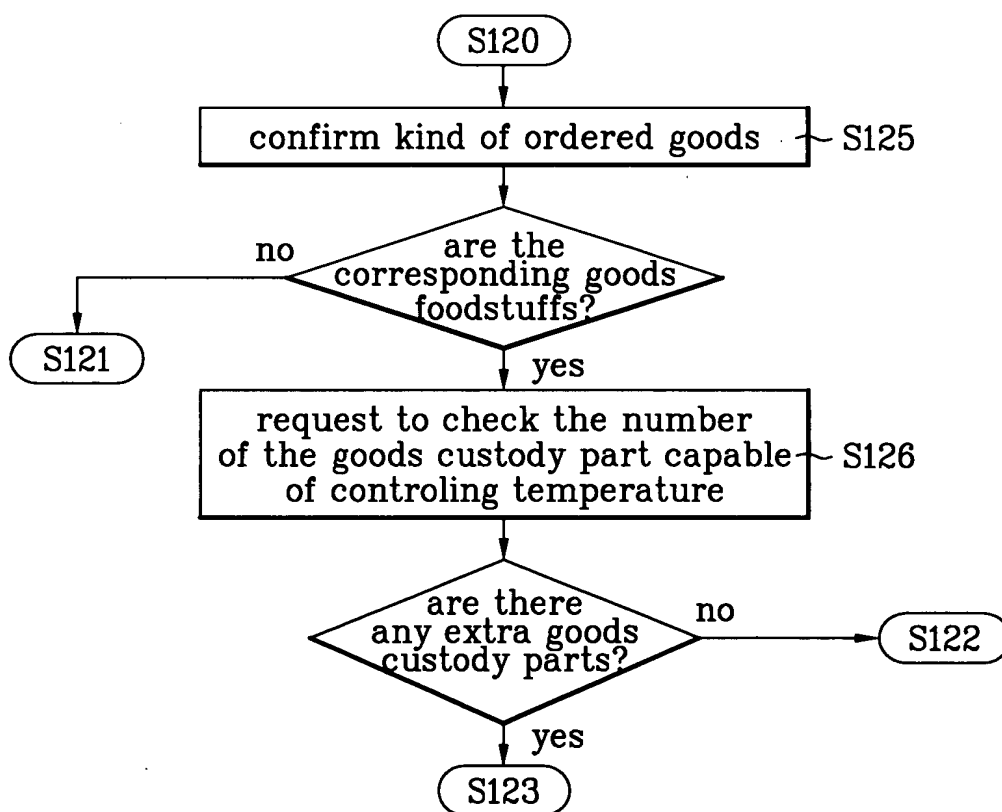 S120
confirm kind of ordered goods
S125
are the
corresponding goods
foodstuffs?
no
S121
yes
request to check the number
of the goods custody part capable
of controling temperature
S126
are there
any extra goods
custody parts?
no
S122
yes
S123